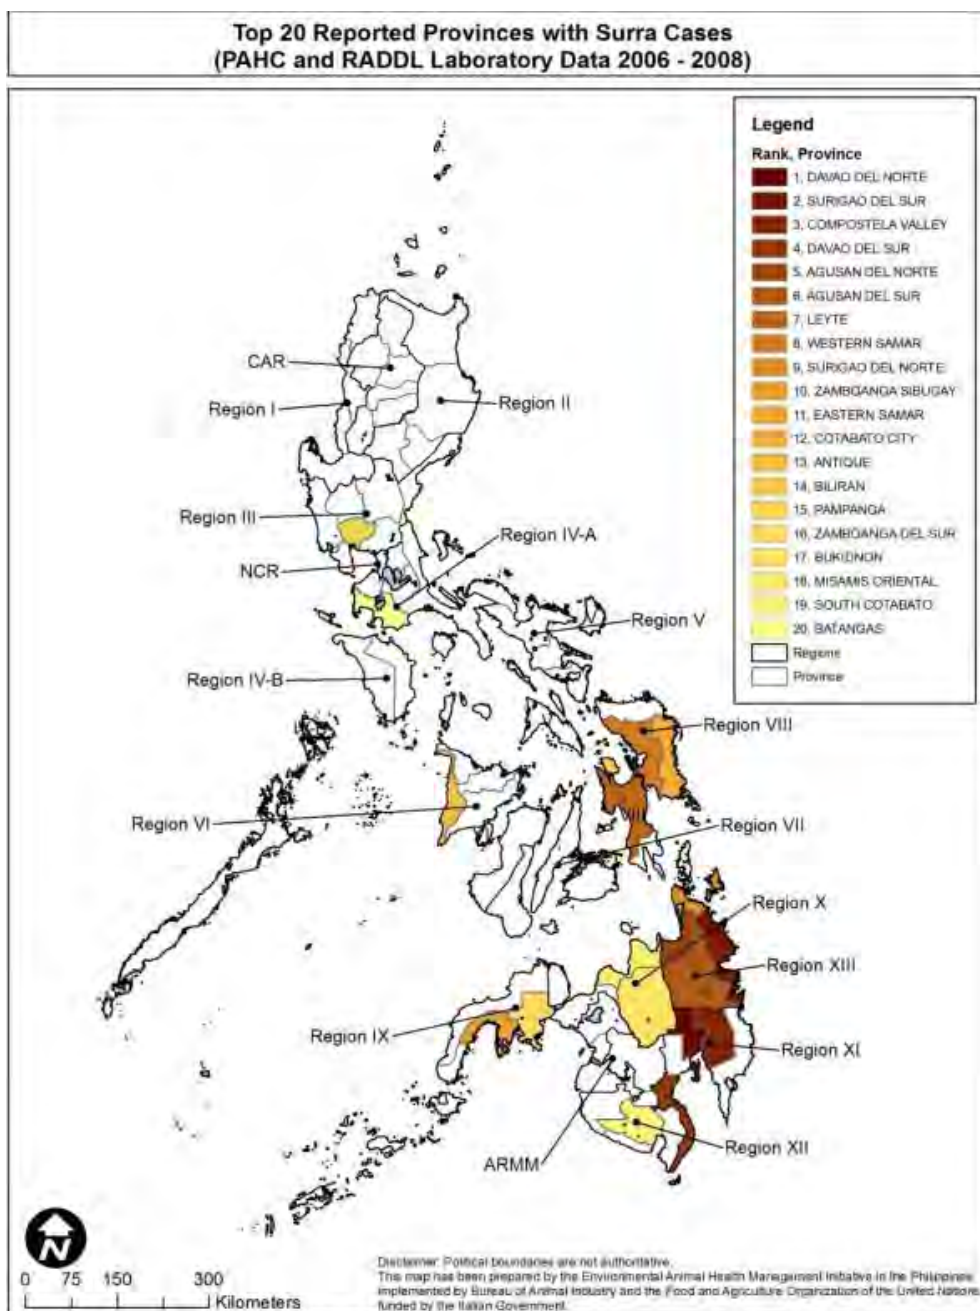 Top 20 Reported Provinces with Surra Cases
(PAHC and RADDL Laboratory Data 2006 - 2008)
Legend
Rank, Province
1, DAVAO DEL NORTE
2, SURIGAO DEL SUR
3, COMPOSTELA VALLEY
4, DAVAO DEL SUR
5, AGUSAN DEL NORTE
6, AGUSAN DEL SUR
7, LEYTE
8, WESTERN SAMAR
9, SURIGAO DEL NORTE
10, ZAMBOANGA SIBUGAY
11, EASTERN SAMAR
12, COTABATO CITY
13, ANTIQUE
14, BILIRAN
15, PAMPANGA
16, ZAMBOANGA DEL SUR
17, BUKIDNON
18, MISAMIS ORIENTAL
19, SOUTH COTABATO
20, BATANGAS
Regions
Province
CAR
Region I
Region II
Region III
Region IV-A
NCR
Region V
Region IV-B
Region VIII
Region VI
Region VII
Region X
Region XIII
Region IX
Region XI
Region XII
ARMM
N
0 75 150 300
Kilometers
Disclaimer: Political boundaries are not authoritative.
This map has been prepared by the Environmental Animal Health Management Initiative in the Philippines
implemented by Bureau of Animal Industry and the Food and Agriculture Organization of the United Nation
funded by the Italian Government.